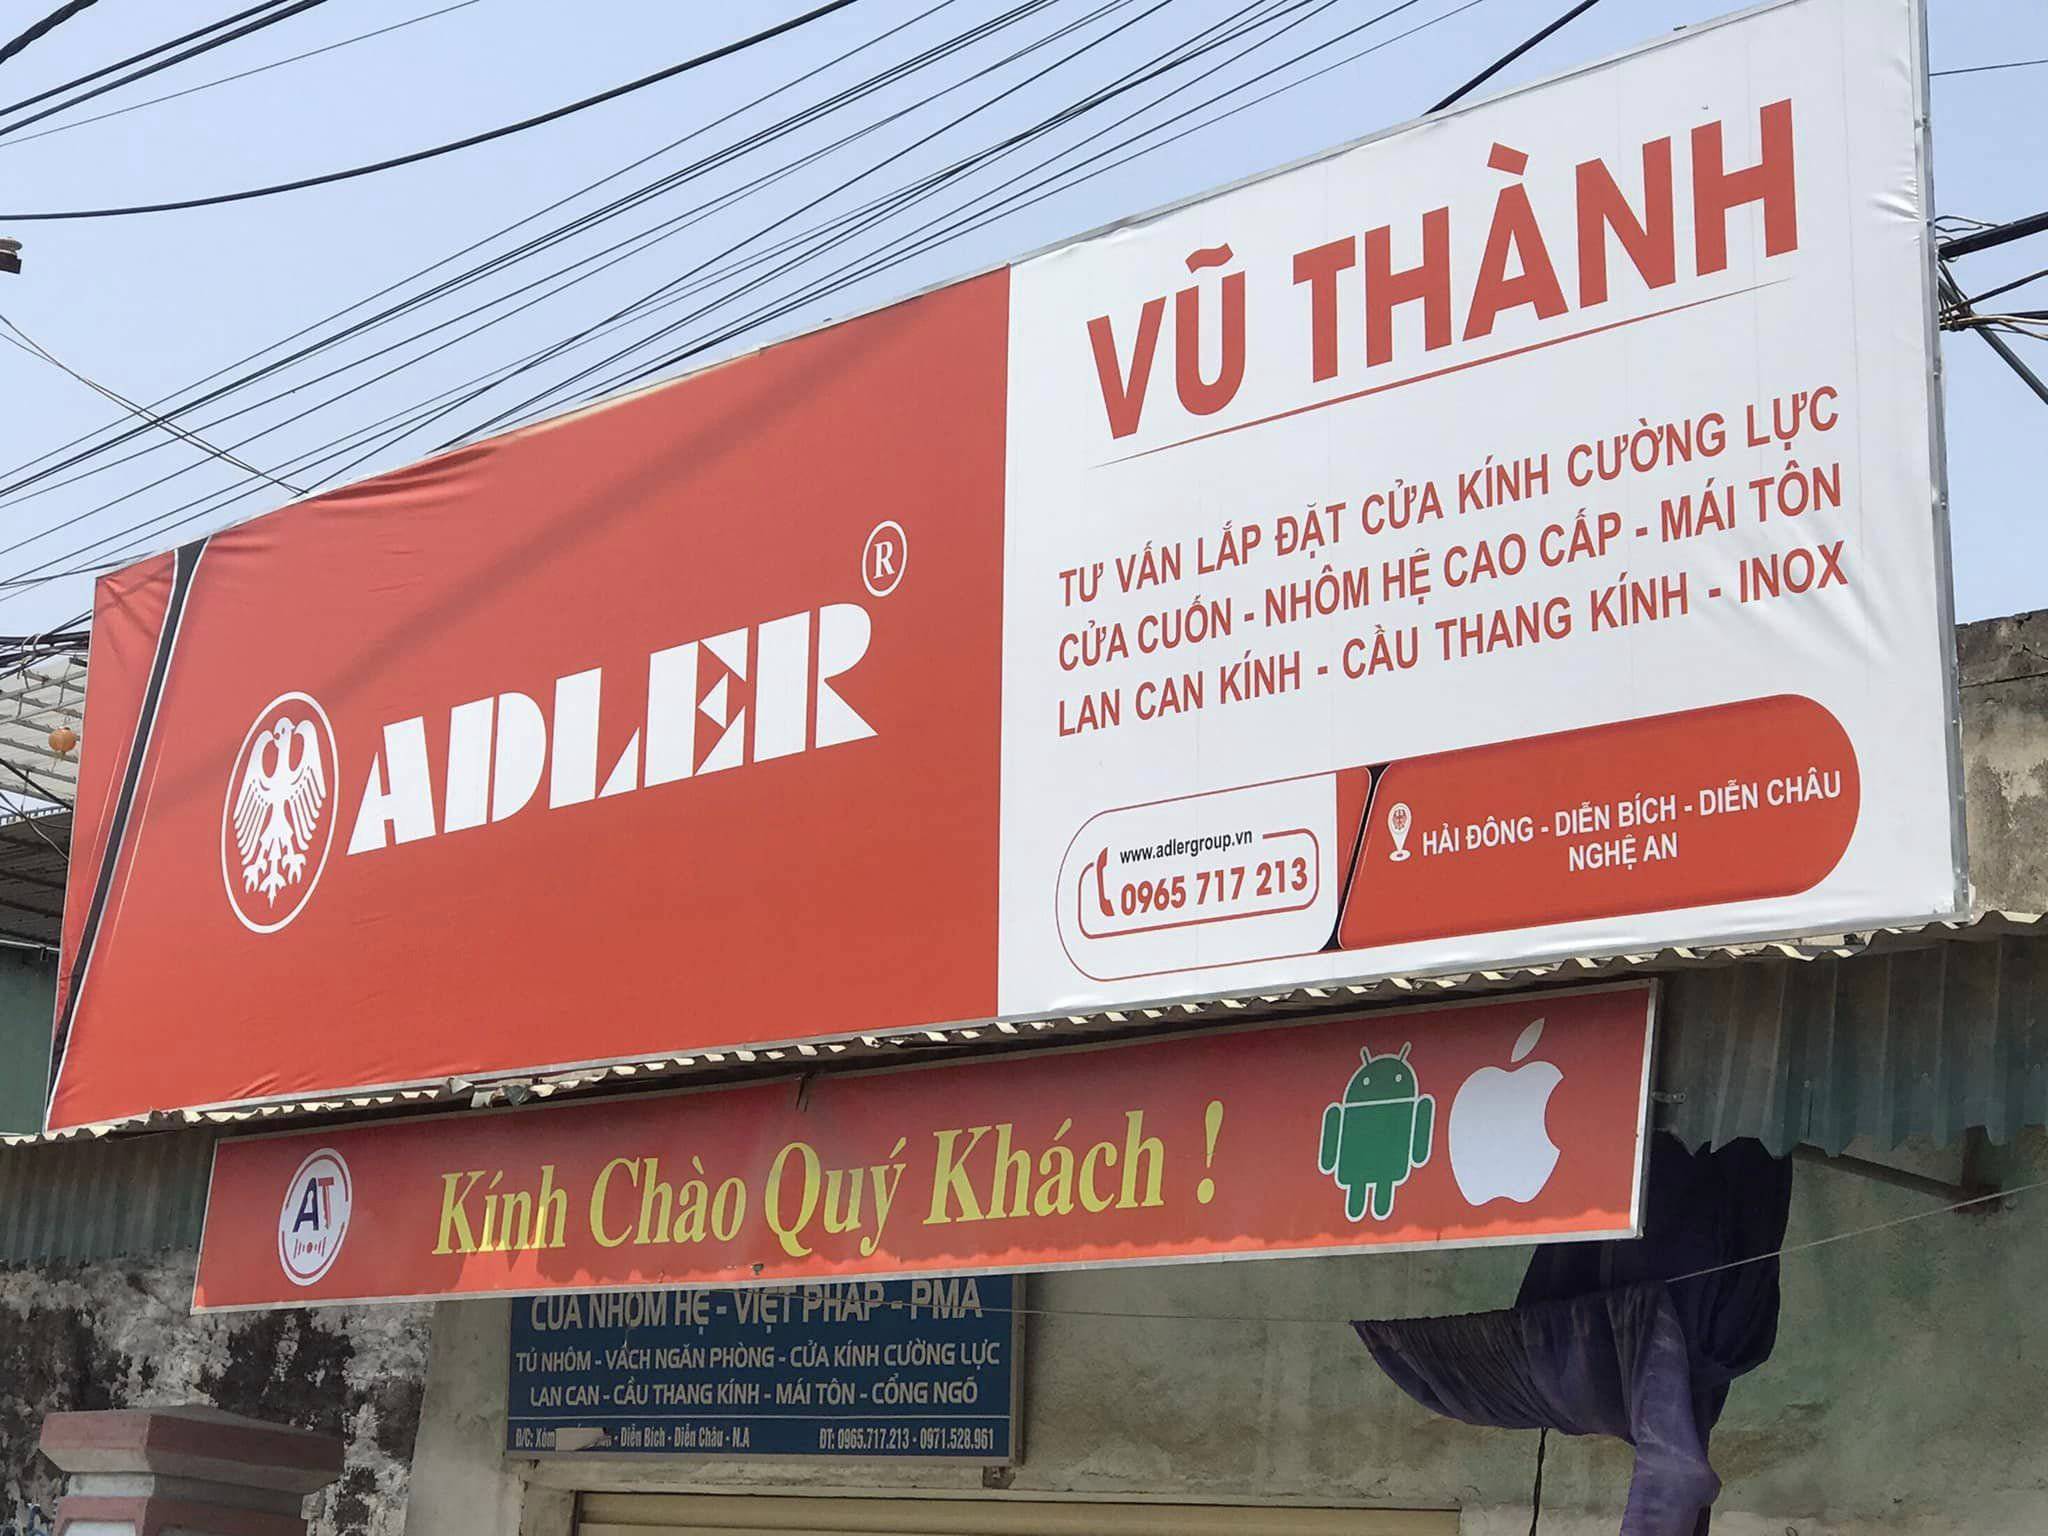 ADLER®
VŨ THÀNH
TƯ VẤN LẮP ĐẶT CỬA KÍNH CƯỜNG LỰC
CỬA CUỐN - NHÔM HỆ CAO CẤP - MÁI TÔN
LAN CAN KÍNH - CẦU THANG KÍNH - INOX
www.adlergroup.vn
0965 717 213
HẢI ĐÔNG - DIỄN BÍCH - DIỄN CHÂU
NGHỆ AN
AT
Kính Chào Quý Khách !
CỬA NHÔM HỆ - VIỆT PHÁP - PMA
TỦ NHÔM - VÁCH NGĂN PHÒNG - CỬA KÍNH CƯỜNG LỰC
LAN CAN - CẦU THANG KÍNH - MÁI TÔN - CỔNG NGÕ
Đ/C: Xóm - Diễn Bích - Diễn Châu - N.A ĐT: 0965.717.213 - 0971.528.961